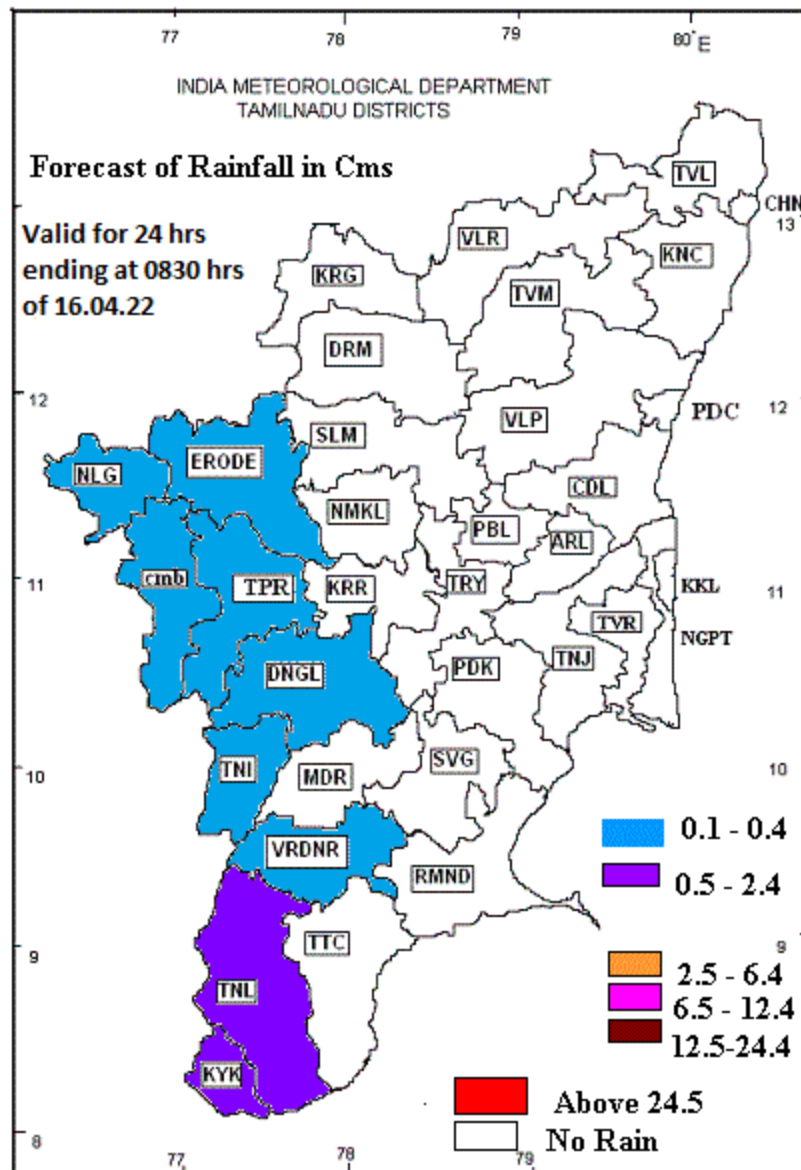 77 78 79 80° E
INDIA METEOROLOGICAL DEPARTMENT
TAMILNADU DISTRICTS
Forecast of Rainfall in Cms
TVL
CHN
13
Valid for 24 hrs
ending at 0830 hrs
of 16.04.22
VLR
KNC
KRG
TVM
DRM
12
PDC
12
SLM
VLP
ERODE
NLG
CDL
NMKL
PBL
ARL
11
cmb
TPR
KRR
TRY
KKL
11
TVR
NGPT
DNGL
PDK
TNJ
10
TNI
MDR
SVG
10
VRDNR
0.1 - 0.4
RMND
0.5 - 2.4
9
TTC
9
2.5 - 6.4
TNL
6.5 - 12.4
12.5-24.4
KYK
Above 24.5
8
No Rain
77 78 79